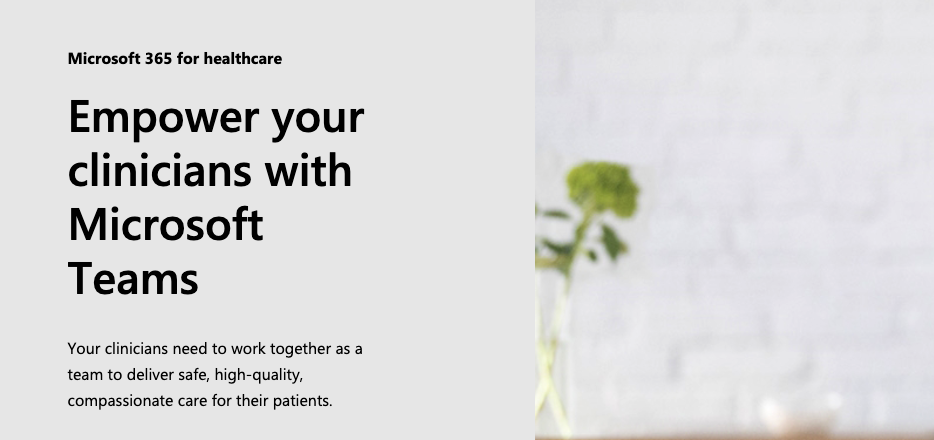 Microsoft 365 for healthcare
Empower your
clinicians with
Microsoft
Teams
Your clinicians need to work together as a
team to deliver safe, high-quality,
compassionate care for their patients.